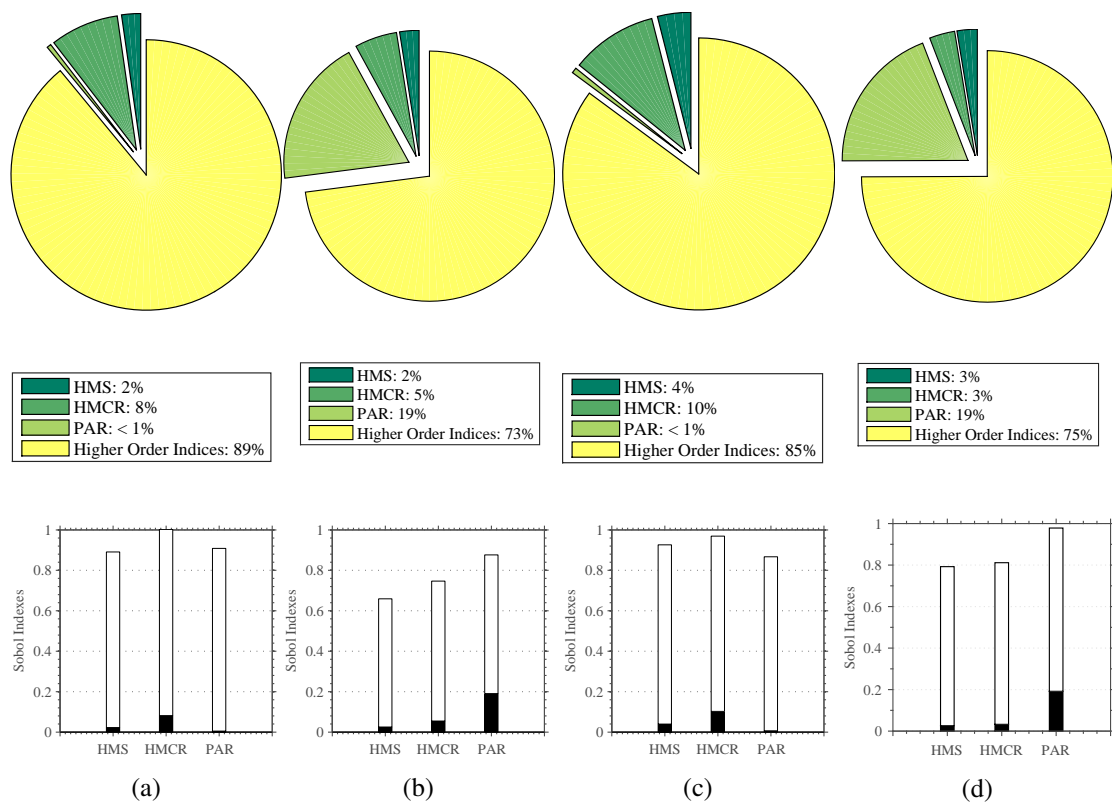 HMS: 2%
HMCR: 8%
PAR: < 1%
Higher Order Indices: 89%
HMS: 2%
HMCR: 5%
PAR: 19%
Higher Order Indices: 73%
HMS: 4%
HMCR: 10%
PAR: < 1%
Higher Order Indices: 85%
HMS: 3%
HMCR: 3%
PAR: 19%
Higher Order Indices: 75%
Sobol Indexes
1
0.8
0.6
0.4
0.2
0
HMS HMCR PAR
(a)
Sobol Indexes
1
0.8
0.6
0.4
0.2
0
HMS HMCR PAR
(b)
Sobol Indexes
1
0.8
0.6
0.4
0.2
0
HMS HMCR PAR
(c)
Sobol Indexes
1
0.8
0.6
0.4
0.2
0
HMS HMCR PAR
(d)